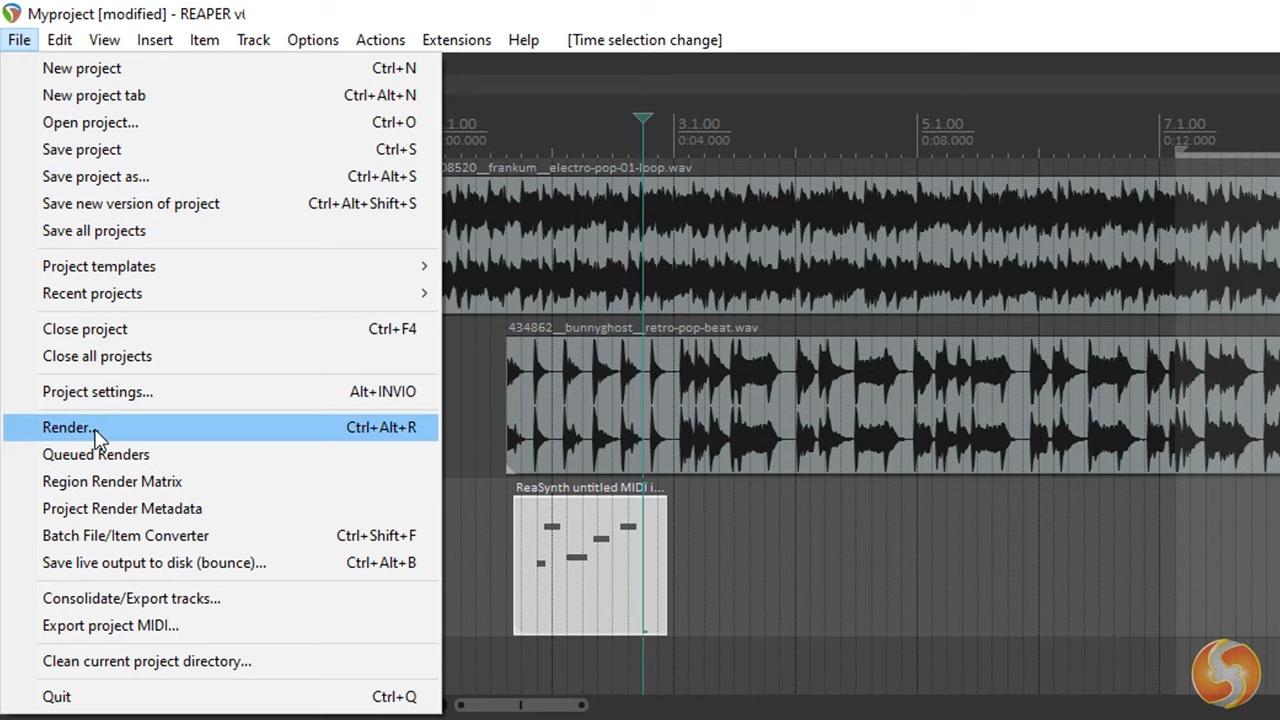 Myproject [modified] - REAPER v
File Edit View Insert Item Track Options Actions Extensions Help [Time selection change]
New project Ctrl+N
New project tab Ctrl+Alt+N
Open project... Ctrl+O
Save project Ctrl+S
Save project as... Ctrl+Alt+S
Save new version of project Ctrl+Alt+Shift+S
Save all projects
Project templates
Recent projects
Close project Ctrl+F4
Close all projects
Project settings... Alt+INVIO
Render... Ctrl+Alt+R
Queued Renders
Region Render Matrix
Project Render Metadata
Batch File/Item Converter Ctrl+Shift+F
Save live output to disk (bounce)... Ctrl+Alt+B
Consolidate/Export tracks...
Export project MIDI...
Clean current project directory...
Quit Ctrl+Q
.1.00 3.1.00 5.1.00 7.1.00
:00.000 0:04.000 0:08.000 0:12.000
08520__frankum__electro-pop-01-loop.wav
434862__bunnyghost__retro-pop-beat.wav
ReaSynth untitled MIDI i...